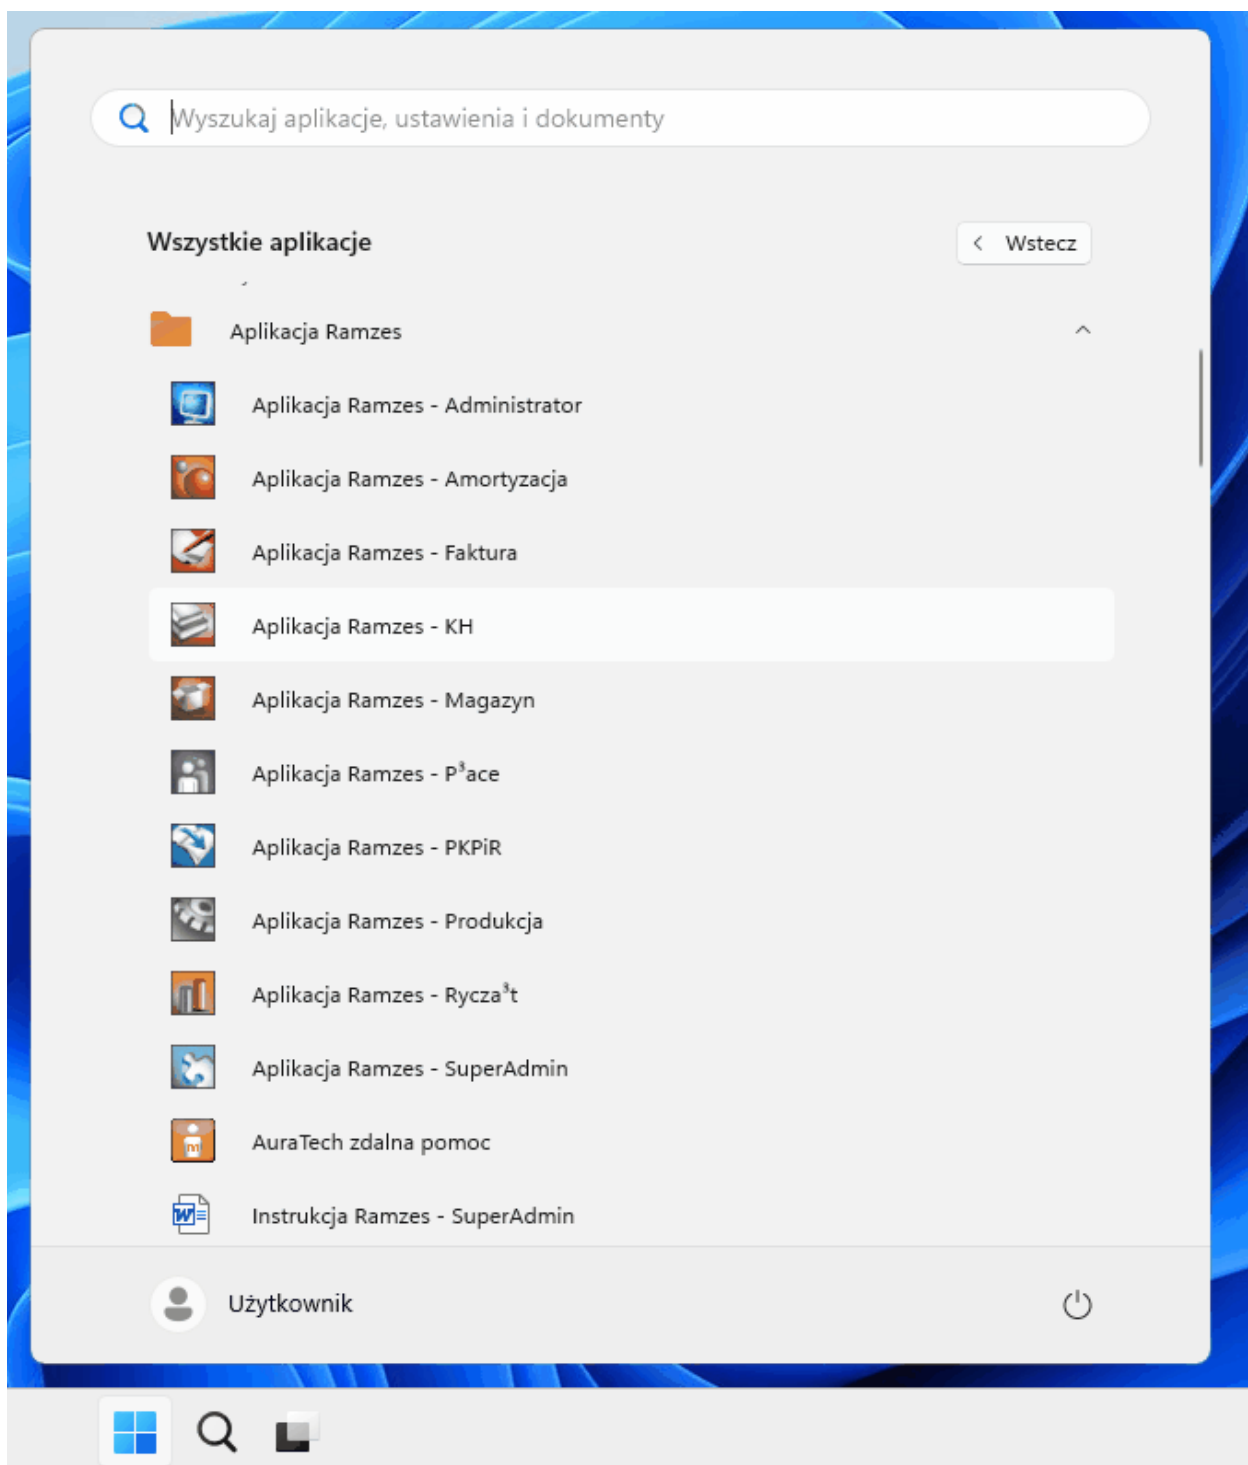 Wyszukaj aplikacje, ustawienia i dokumenty
Wszystkie aplikacje
Wstecz
Aplikacja Ramzes
Aplikacja Ramzes - Administrator
Aplikacja Ramzes - Amortyzacja
Aplikacja Ramzes - Faktura
Aplikacja Ramzes - KH
Aplikacja Ramzes - Magazyn
Aplikacja Ramzes - P³ace
Aplikacja Ramzes - PKPiR
Aplikacja Ramzes - Produkcja
Aplikacja Ramzes - Rycza³t
Aplikacja Ramzes - SuperAdmin
AuraTech zdalna pomoc
Instrukcja Ramzes - SuperAdmin
Użytkownik